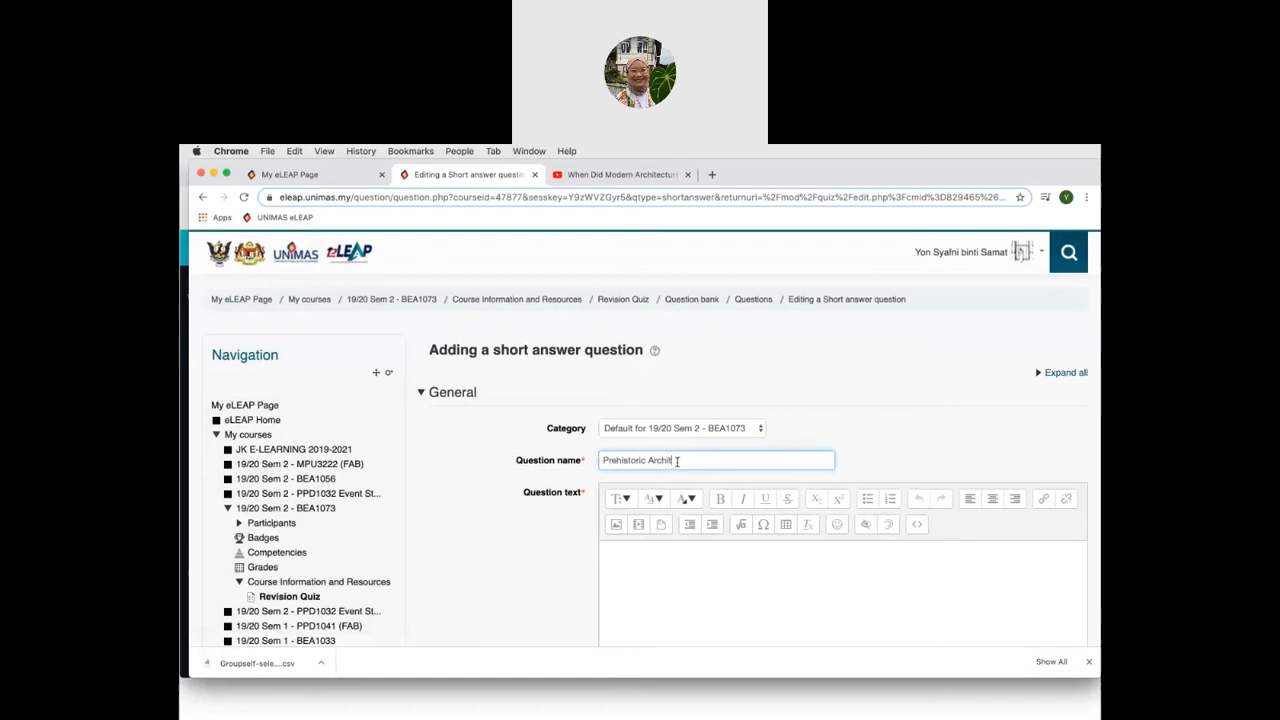 Chrome File Edit View History Bookmarks People Tab Window Help
My eLEAP Page Editing a Short answer questio When Did Modern Architecture
eleap.unimas.my/question/question.php?courseid=47877&sesskey=Y9zWVZGyr5&qtype=shortanswer&returnurl=%2Fmod%2Fquiz%2Fedit.php%3Fcmid%3D829465%26... Y
Apps UNIMAS eLEAP
UNIMAS eLEAP Yon Syafni binti Samat
My eLEAP Page / My courses / 19/20 Sem 2 - BEA1073 / Course Information and Resources / Revision Quiz / Question bank / Questions / Editing a Short answer question
Navigation
Adding a short answer question
Expand all
General
Category Default for 19/20 Sem 2 - BEA1073
Question name* Prehistoric Archit
Question text*
My eLEAP Page
eLEAP Home
My courses
JK E-LEARNING 2019-2021
19/20 Sem 2 - MPU3222 (FAB)
19/20 Sem 2 - BEA1056
19/20 Sem 2 - PPD1032 Event St...
19/20 Sem 2 - BEA1073
Participants
Badges
Competencies
Grades
Course Information and Resources
Revision Quiz
19/20 Sem 2 - PPD1032 Event St...
19/20 Sem 1 - PPD1041 (FAB)
19/20 Sem 1 - BEA1033
Groupself-sele....csv Show All